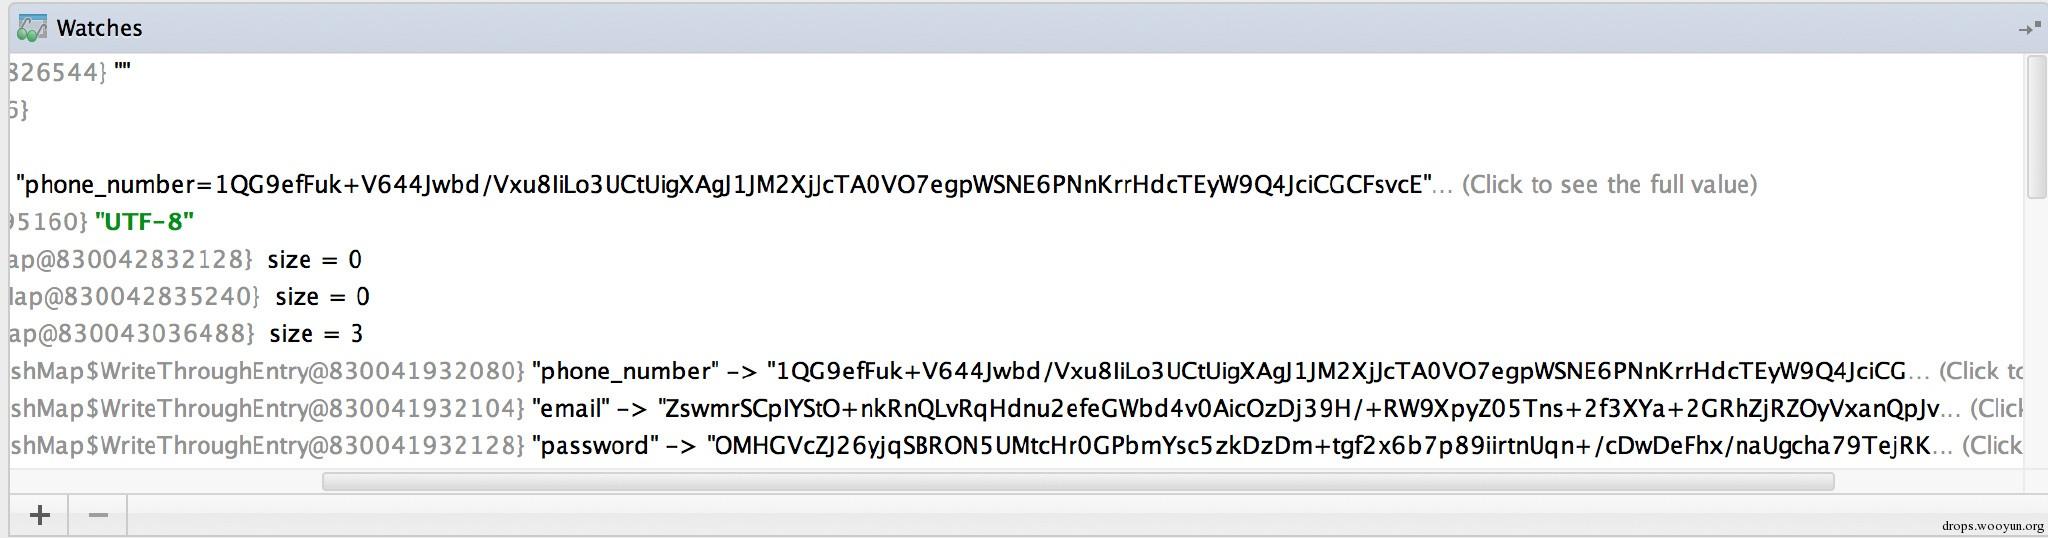 Watches
826544} ""
6}
"phone_number=1QG9efFuk+V644Jwbd/Vxu8IiLo3UCtUigXAgJ1JM2XjJcTA0VO7egpWSNE6PNnKrrHdcTEyW9Q4JciCGCFsvcE"... (Click to see the full value)
95160} "UTF-8"
ap@830042832128} size = 0
lap@830042835240} size = 0
ap@830043036488} size = 3
shMap$WriteThroughEntry@830041932080} "phone_number" -> "1QG9efFuk+V644Jwbd/Vxu8IiLo3UCtUigXAgJ1JM2XjJcTA0VO7egpWSNE6PNnKrrHdcTEyW9Q4JciCG... (Click to
shMap$WriteThroughEntry@830041932104} "email" -> "ZswmrSCpIYStO+nkRnQLvRqHdnu2efeGWbd4v0AicOzDj39H/+RW9XpyZ05Tns+2f3XYa+2GRhZjRZOyVxanQpJv... (Click
shMap$WriteThroughEntry@830041932128} "password" -> "OMHGVcZJ26yjqSBRON5UMtcHr0GPbmYsc5zkDzDm+tgf2x6b7p89iirtnUqn+/cDwDeFhx/naUgcha79TejRK... (Click
drops.wooyun.org